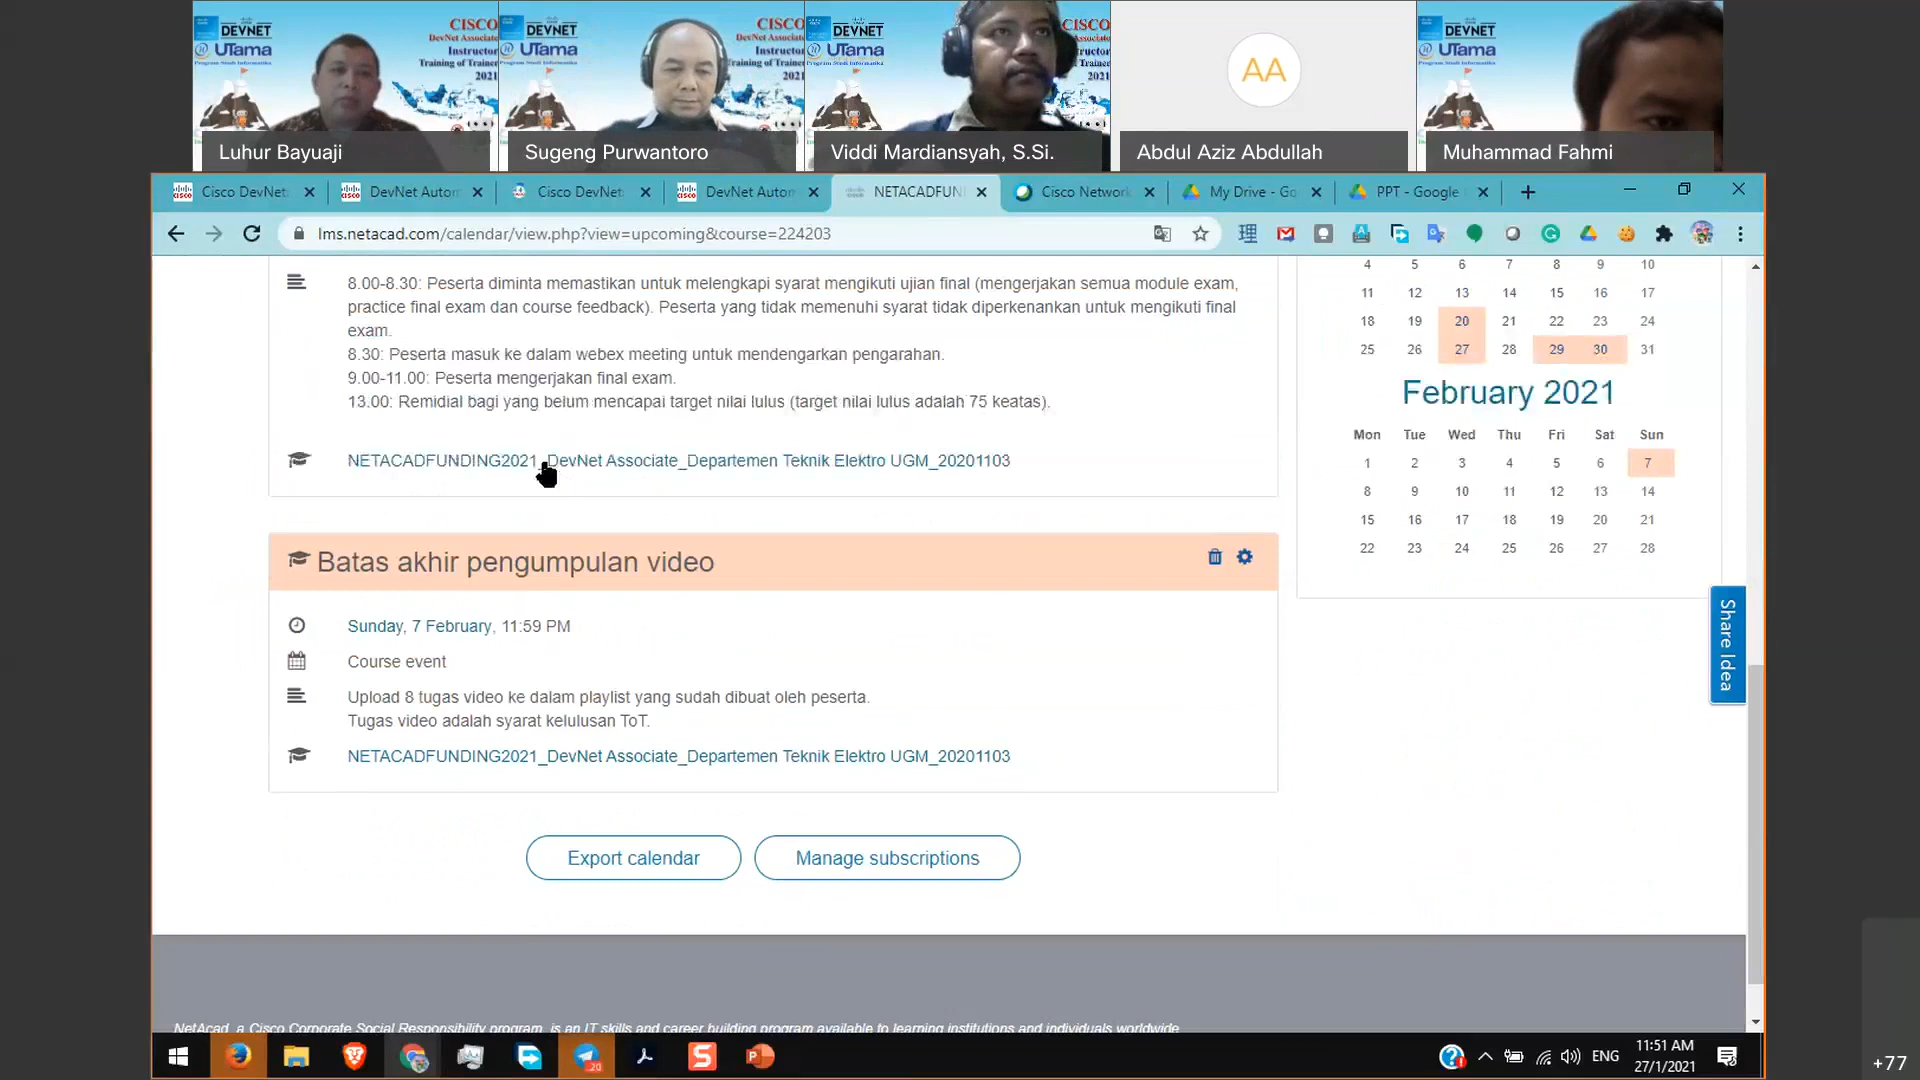 DEVNET
UTama
Program Studi Informatika
CISCO
DevNet Associate
Instructor
Training of Trainer
2021
Luhur Bayuaji
Sugeng Purwantoro
Viddi Mardiansyah, S.Si.
AA
Abdul Aziz Abdullah
Muhammad Fahmi
Cisco DevNet
DevNet Autom
Cisco DevNet
DevNet Autom
NETACADFUN
Cisco Network
My Drive - Go
PPT - Google
lms.netacad.com/calendar/view.php?view=upcoming&course=224203
8.00-8.30: Peserta diminta memastikan untuk melengkapi syarat mengikuti ujian final (mengerjakan semua module exam,
practice final exam dan course feedback). Peserta yang tidak memenuhi syarat tidak diperkenankan untuk mengikuti final
exam.
8.30: Peserta masuk ke dalam webex meeting untuk mendengarkan pengarahan.
9.00-11.00: Peserta mengerjakan final exam.
13.00: Remidial bagi yang belum mencapai target nilai lulus (target nilai lulus adalah 75 keatas).
NETACADFUNDING2021_DevNet Associate_Departemen Teknik Elektro UGM_20201103
Batas akhir pengumpulan video
Sunday, 7 February, 11:59 PM
Course event
Upload 8 tugas video ke dalam playlist yang sudah dibuat oleh peserta.
Tugas video adalah syarat kelulusan ToT.
NETACADFUNDING2021_DevNet Associate_Departemen Teknik Elektro UGM_20201103
Export calendar
Manage subscriptions
4 5 6 7 8 9 10
11 12 13 14 15 16 17
18 19 20 21 22 23 24
25 26 27 28 29 30 31
February 2021
Mon Tue Wed Thu Fri Sat Sun
1 2 3 4 5 6 7
8 9 10 11 12 13 14
15 16 17 18 19 20 21
22 23 24 25 26 27 28
Share Idea
NetAcad, a Cisco Corporate Social Responsibility program, is an IT skills and career building program available to learning institutions and individuals worldwide
ENG
11:51 AM
27/1/2021
+77